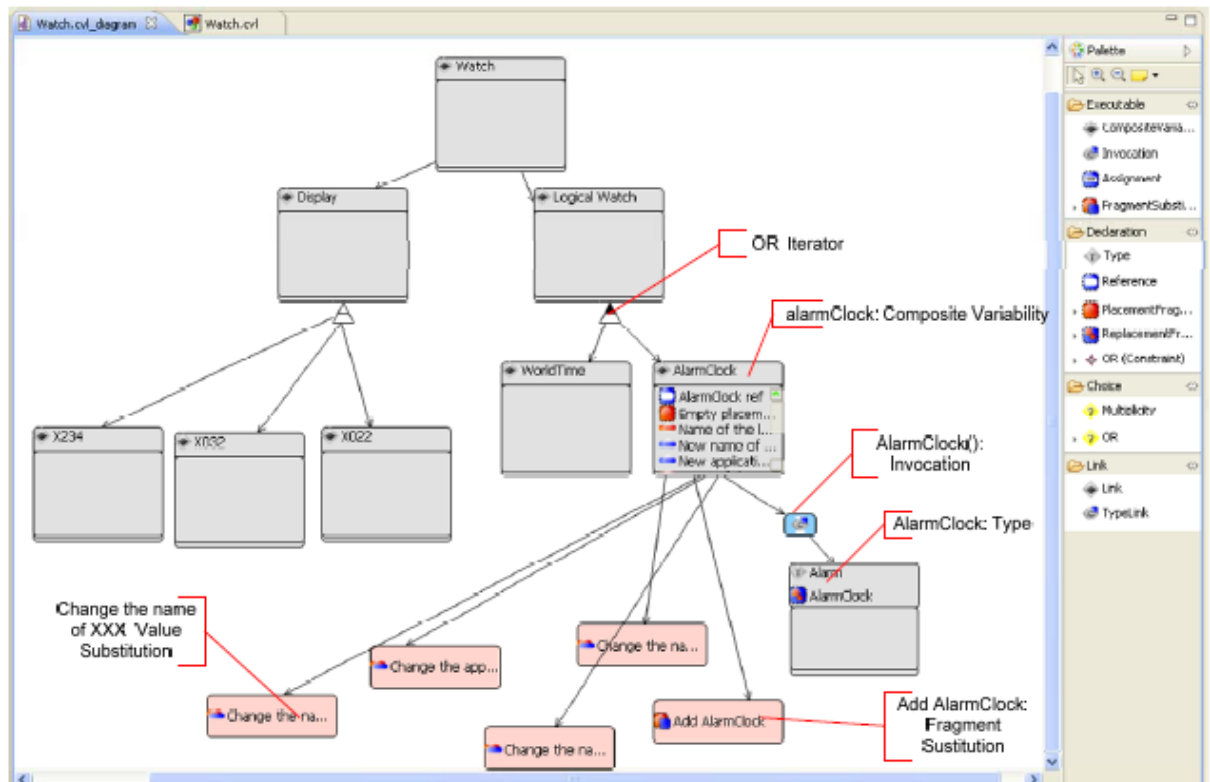 Watch.cvl_diagram
Watch.cvl
Watch
Display
Logical Watch
OR Iterator
alarmClock: Composite Variability
WorldTime
AlarmClock
AlarmClock ref
Empty placem...
Name of the l...
New name of ...
New applicati...
X234
X032
X022
AlarmClock():
Invocation
AlarmClock: Type
Alarm
AlarmClock
Change the name
of XXX Value
Substitution
Change the na...
Change the app...
Change the na...
Change the na...
Add AlarmClock
Add AlarmClock:
Fragment
Sustitution
Palette
Executable
CompositeVaria...
Invocation
Assignment
FragmentSubsti...
Declaration
Type
Reference
PlacementFrag...
ReplacementFr...
OR (Constraint)
Choice
Multiplicity
OR
Link
Link
TypeLink